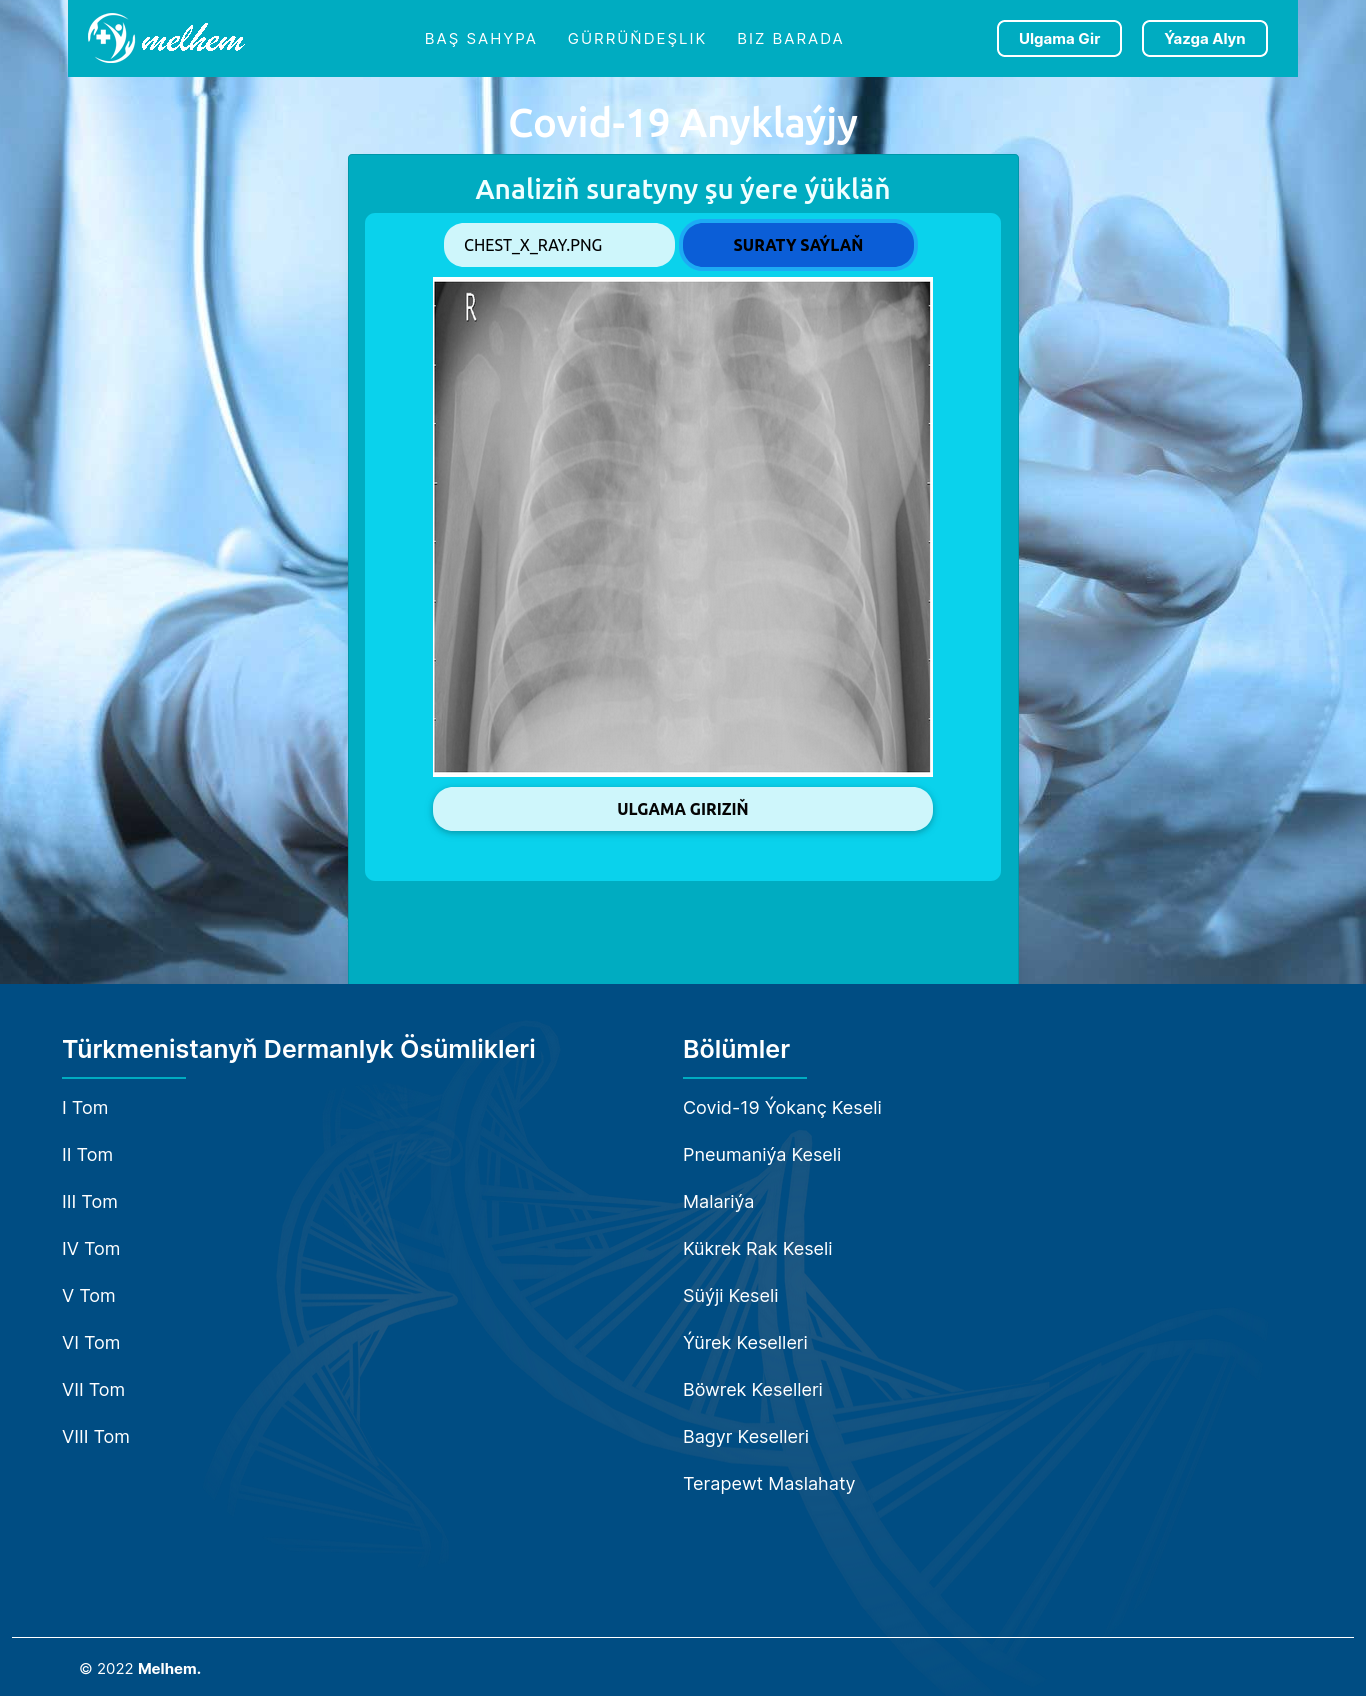 melhem
BAŞ SAHYPA GÜRRÜŇDEŞLIK BIZ BARADA
Ulgama Gir Ýazga Alyn
Covid-19 Anyklaýjy
Analiziň suratyny şu ýere ýükläň
CHEST_X_RAY.PNG SURATY SAÝLAŇ
R
ULGAMA GIRIZIŇ
Türkmenistanyň Dermanlyk Ösümlikleri
I Tom
II Tom
III Tom
IV Tom
V Tom
VI Tom
VII Tom
VIII Tom
Bölümler
Covid-19 Ýokanç Keseli
Pneumaniýa Keseli
Malariýa
Kükrek Rak Keseli
Süýji Keseli
Ýürek Keselleri
Böwrek Keselleri
Bagyr Keselleri
Terapewt Maslahaty
© 2022 Melhem.